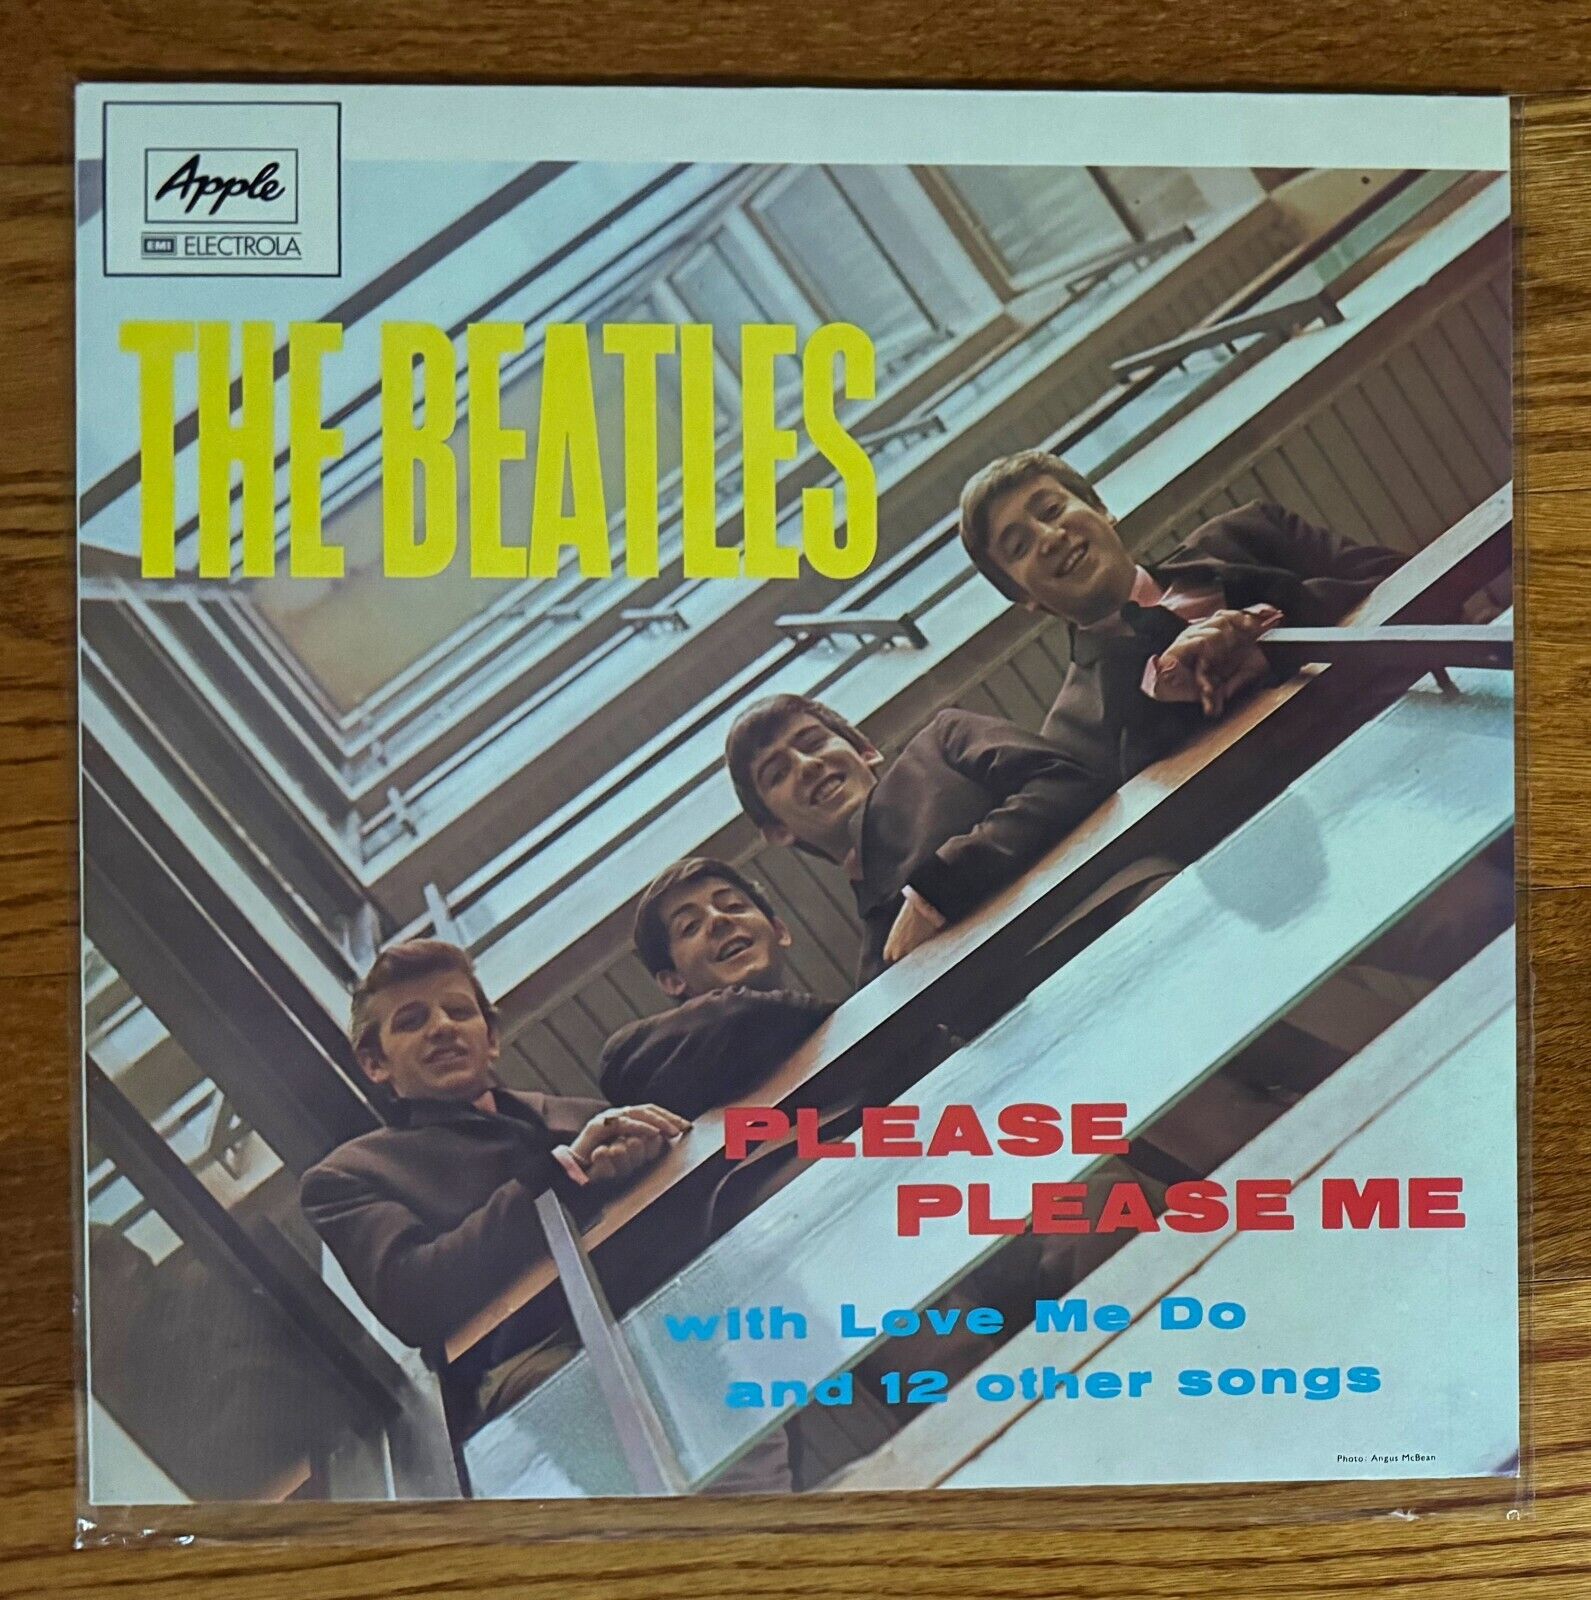 Apple
EMI ELECTROLA
THE BEATLES
PLEASE
PLEASE ME
with Love Me Do
and 12 other songs
Photo: Angus McBean